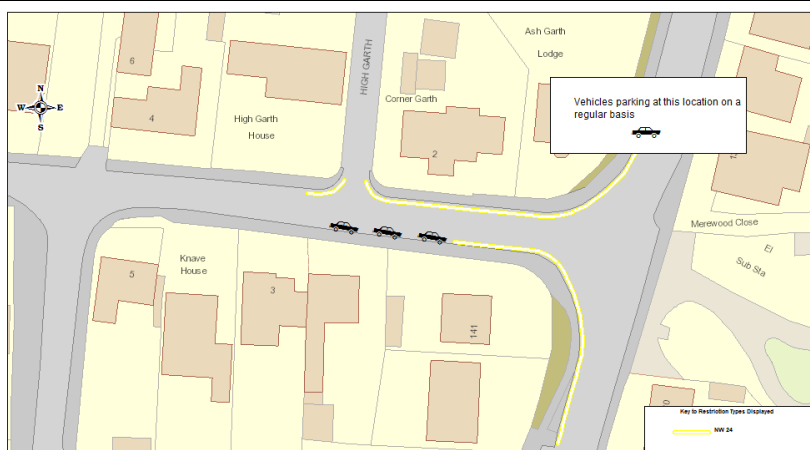 Ash Garth
Lodge
HIGH GARTH
6
N
W E
S
4
High Garth
House
Corner Garth
2
Vehicles parking at this location on a
regular basis
Merewood Close
El
Sub Sta
Knave
House
5
3
141
Key to Restriction Types Displayed
NW 24